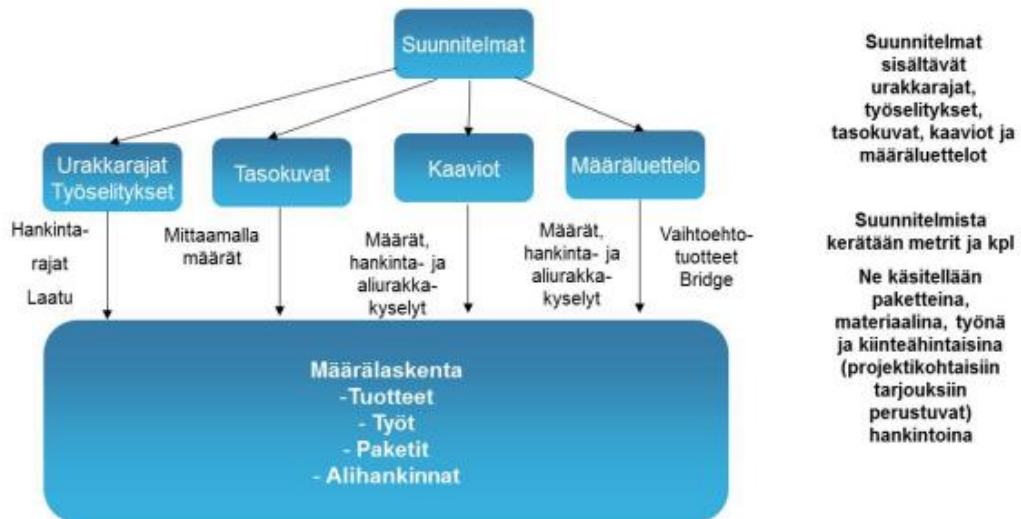 Suunnitelmat
Urakkarajat
Työselitykset
Tasokuvat
Kaaviot
Määräluettelo
Hankinta-
rajat
Laatu
Mittaamalla
määrät
Määrät,
hankinta- ja
aliurakka-
kyselyt
Määrät,
hankinta- ja
aliurakka-
kyselyt
Vaihtoehto-
tuotteet
Bridge
Määrälaskenta
-Tuotteet
- Työt
- Paketit
- Alihankinnat
Suunnitelmat
sisältävät
urakkarajat,
työselitykset,
tasokuvat, kaaviot ja
määräluettelot
Suunnitelmista
kerätään metrit ja kpl
Ne käsitellään
paketteina,
materiaalina, työnä
ja kiinteähintaisina
(projektikohtaisiin
tarjouksiin
perustuvat)
hankintoina